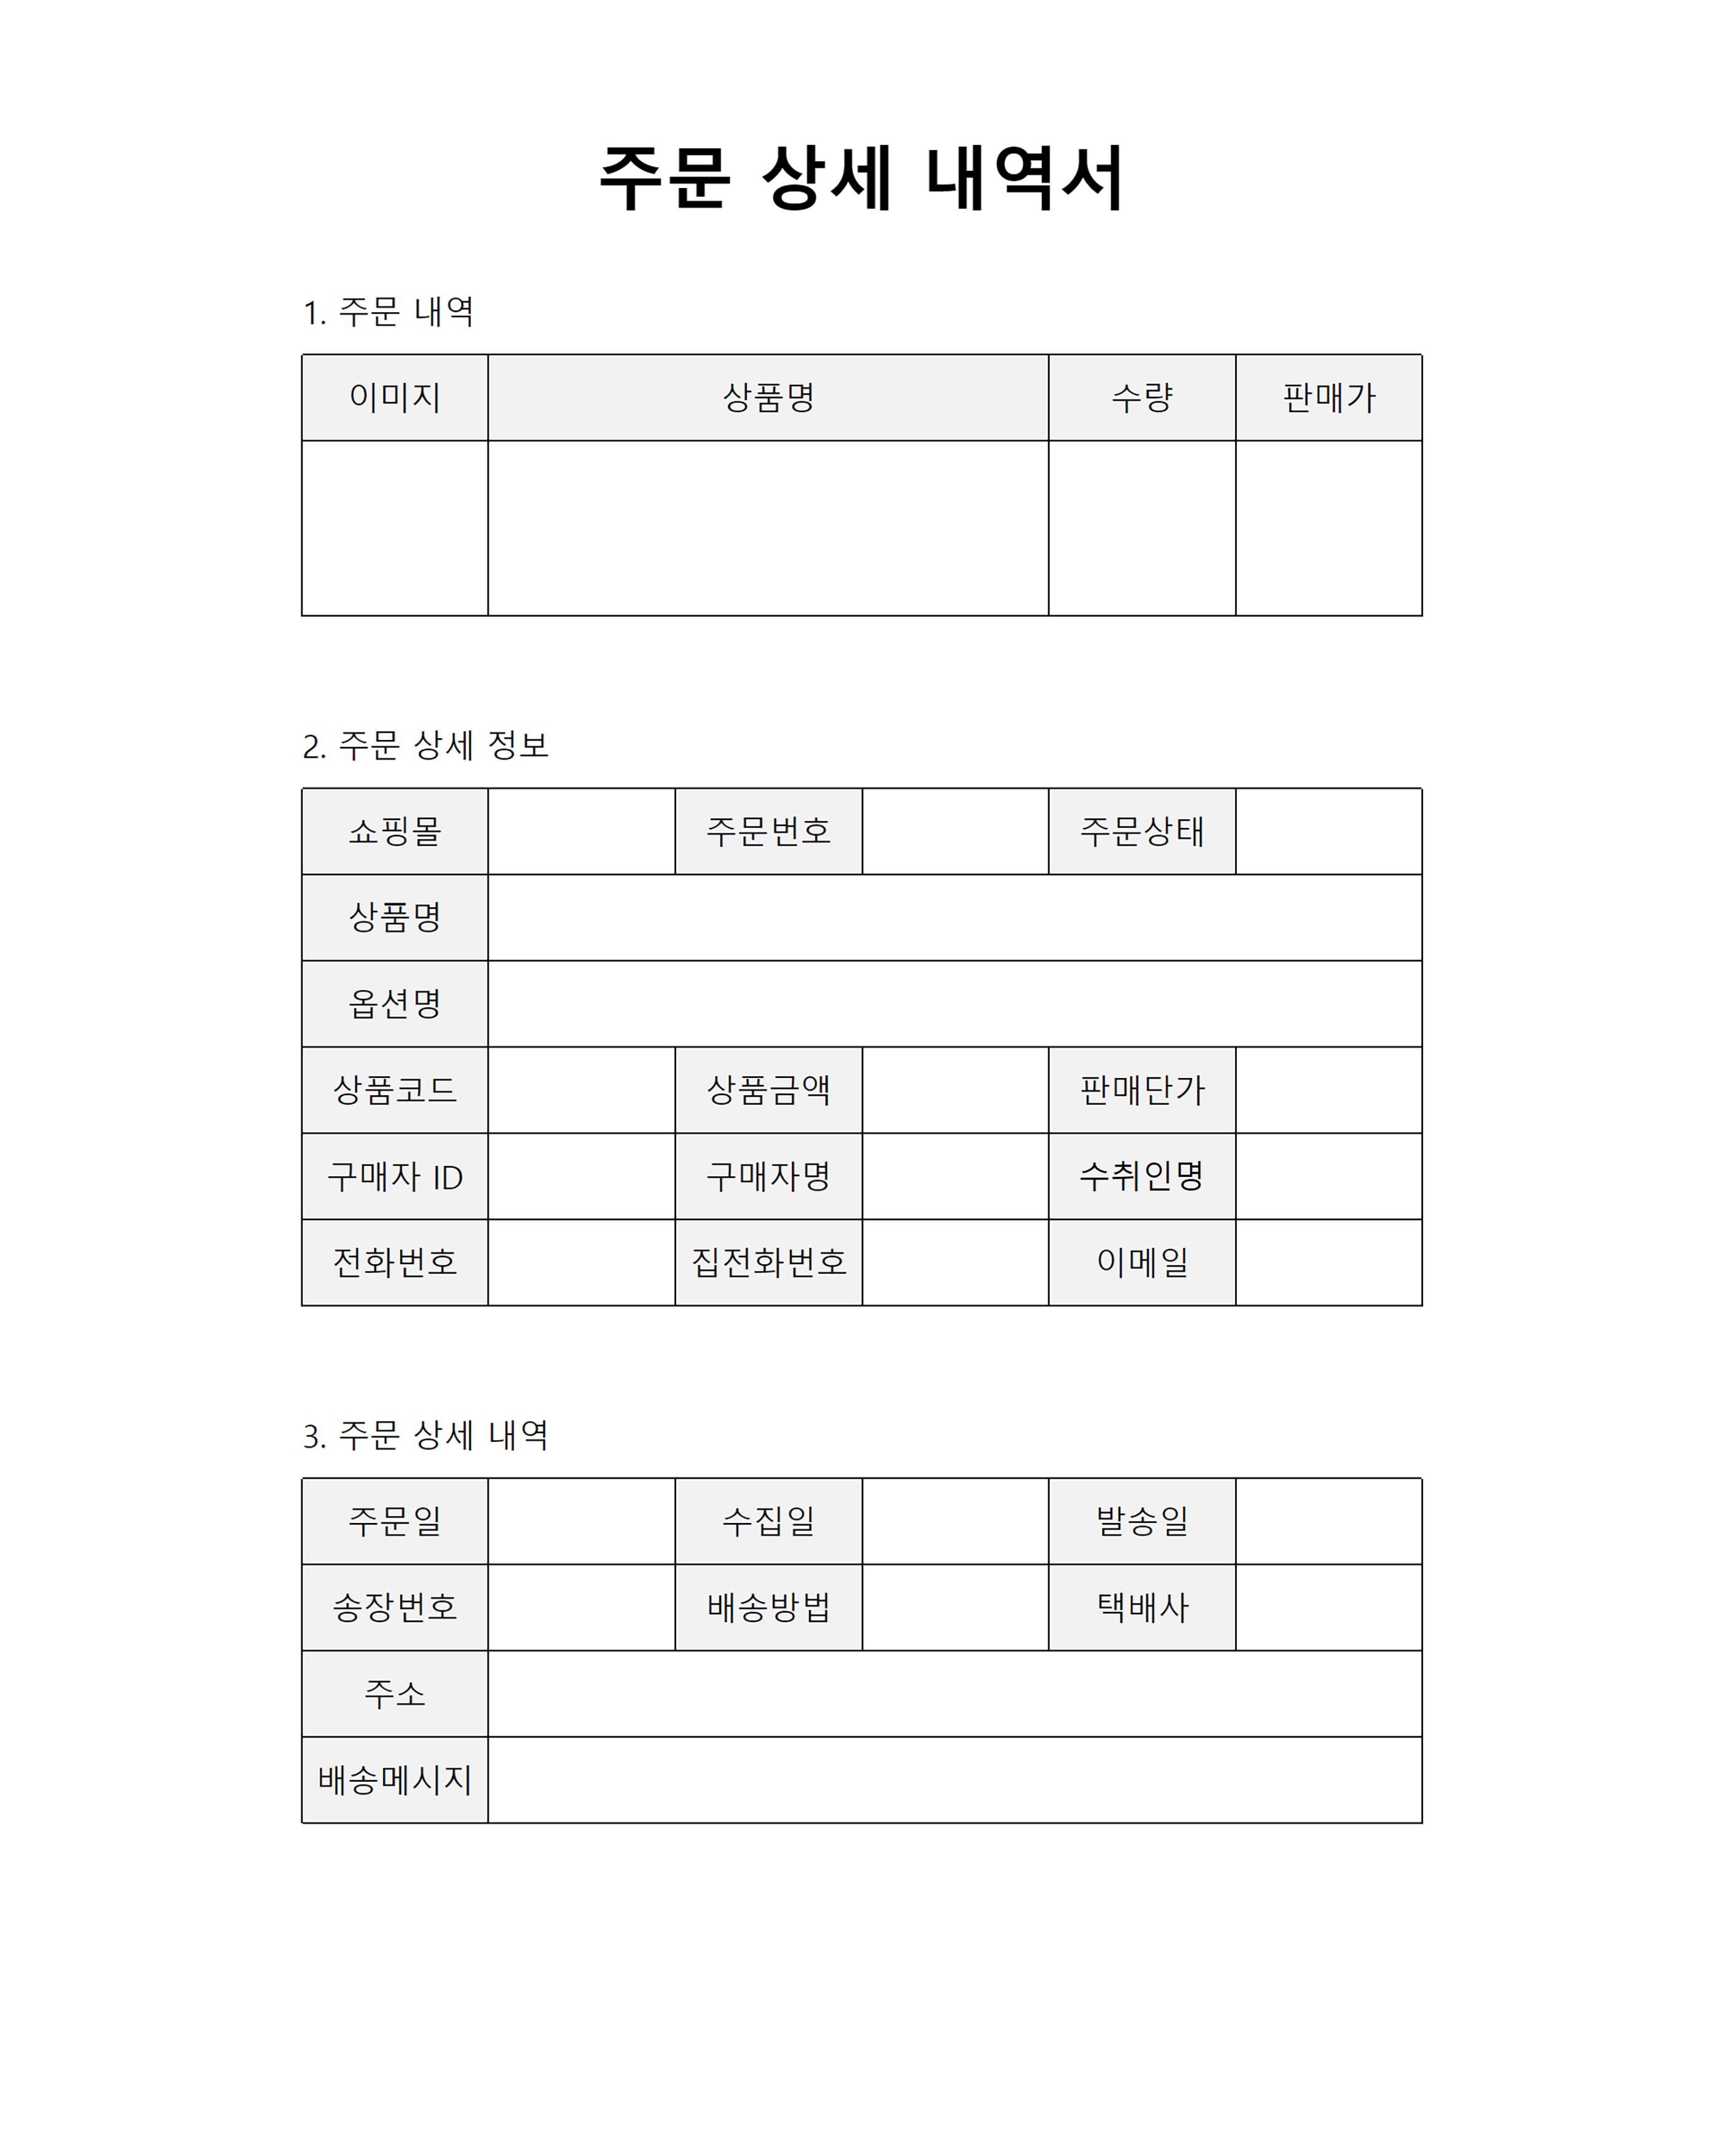 주문 상세 내역서
1. 주문 내역
이미지 상품명 수량 판매가
2. 주문 상세 정보
쇼핑몰 주문번호 주문상태
상품명
옵션명
상품코드 상품금액 판매단가
구매자 ID 구매자명 수취인명
전화번호 집전화번호 이메일
3. 주문 상세 내역
주문일 수집일 발송일
송장번호 배송방법 택배사
주소
배송메시지